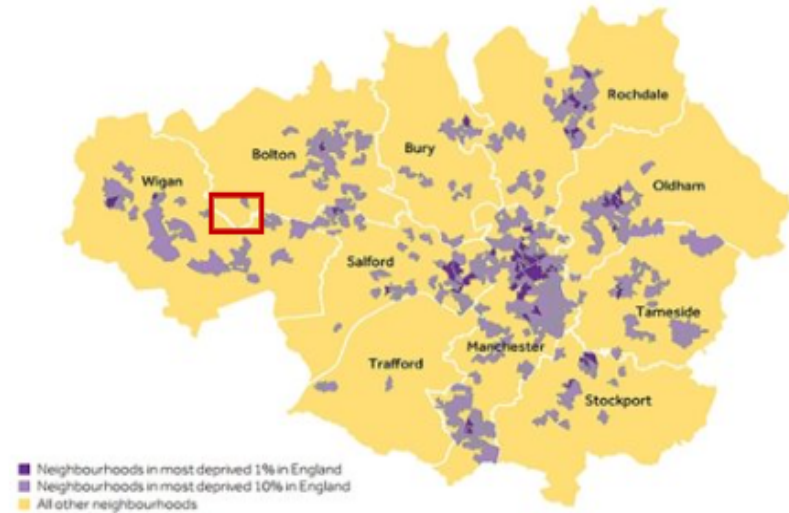 Rochdale
Bolton
Bury
Wigan
Oldham
Salford
Tameside
Manchester
Trafford
Stockport
Neighbourhoods in most deprived 1% in England
Neighbourhoods in most deprived 10% in England
All other neighbourhoods